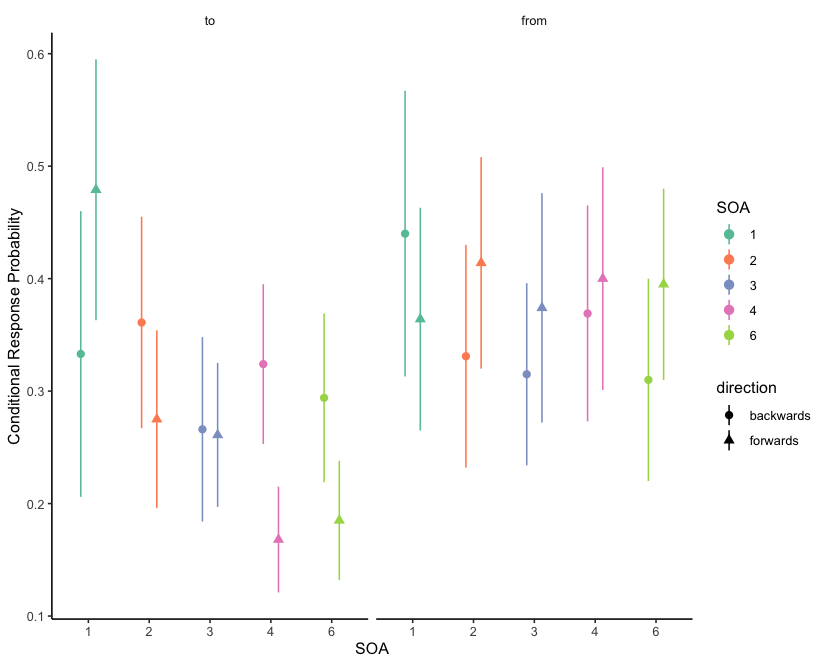 to
from
0.6
0.5
0.4
0.3
0.2
0.1
Conditional Response Probability
1
2
3
4
6
1
2
3
4
6
SOA
SOA
1
2
3
4
6
direction
backwards
forwards